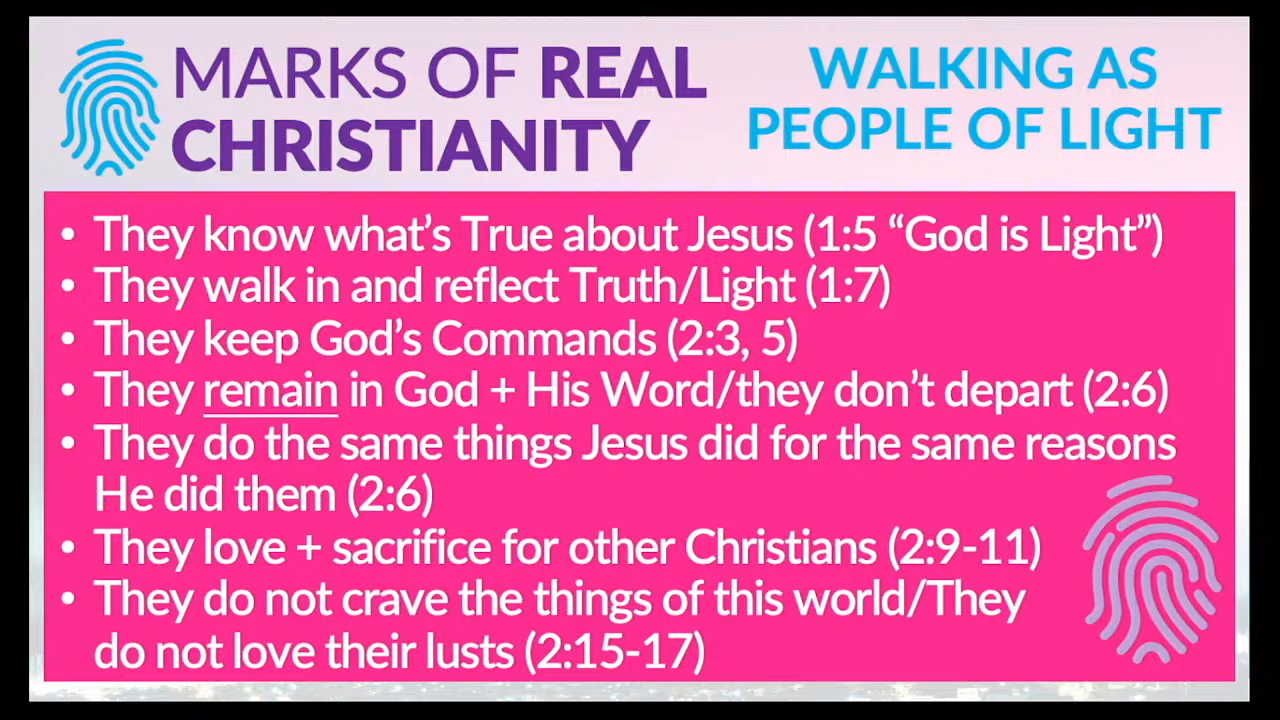 MARKS OF REAL
CHRISTIANITY
WALKING AS
PEOPLE OF LIGHT
• They know what’s True about Jesus (1:5 “God is Light”)
• They walk in and reflect Truth/Light (1:7)
• They keep God’s Commands (2:3, 5)
• They remain in God + His Word/they don’t depart (2:6)
• They do the same things Jesus did for the same reasons
He did them (2:6)
• They love + sacrifice for other Christians (2:9-11)
• They do not crave the things of this world/They
do not love their lusts (2:15-17)